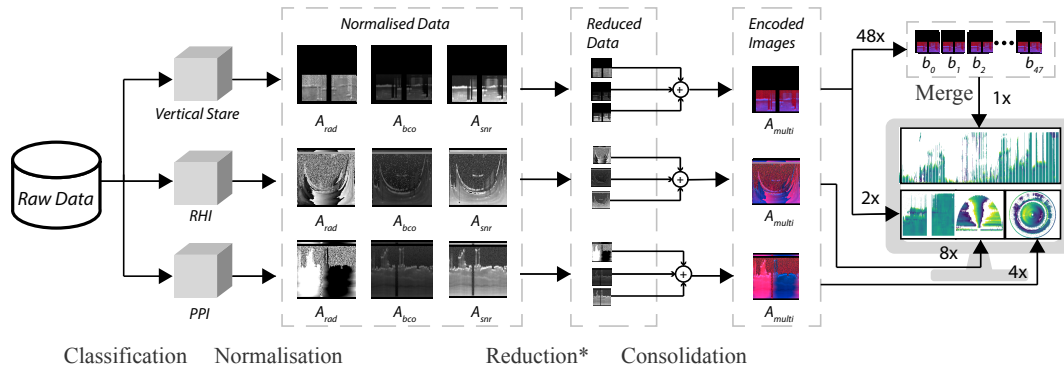 Normalised Data
Reduced
Data
Encoded
Images
48x
b0 b1 b2 b47
Merge
1x
Vertical Stare
Arad Abco Asnr
Amulti
Raw Data
RHI
Arad Abco Asnr
Amulti
2x
8x
4x
PPI
Arad Abco Asnr
Amulti
Classification Normalisation Reduction* Consolidation